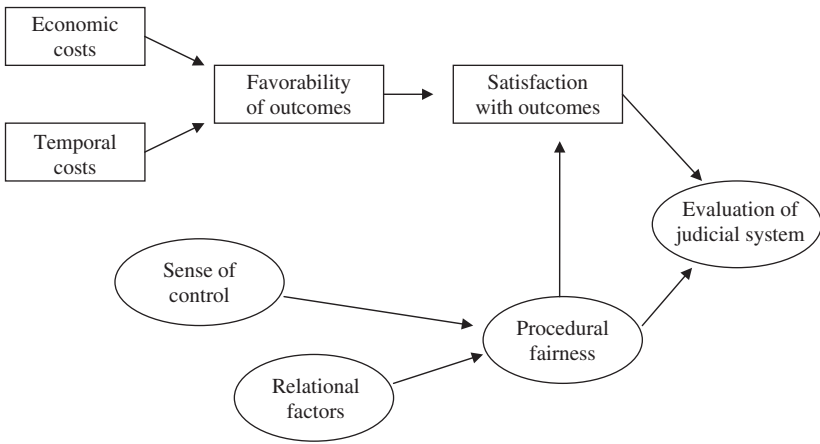 Economic
costs
Favorability
of outcomes
Satisfaction
with outcomes
Temporal
costs
Evaluation of
judicial system
Sense of
control
Procedural
fairness
Relational
factors